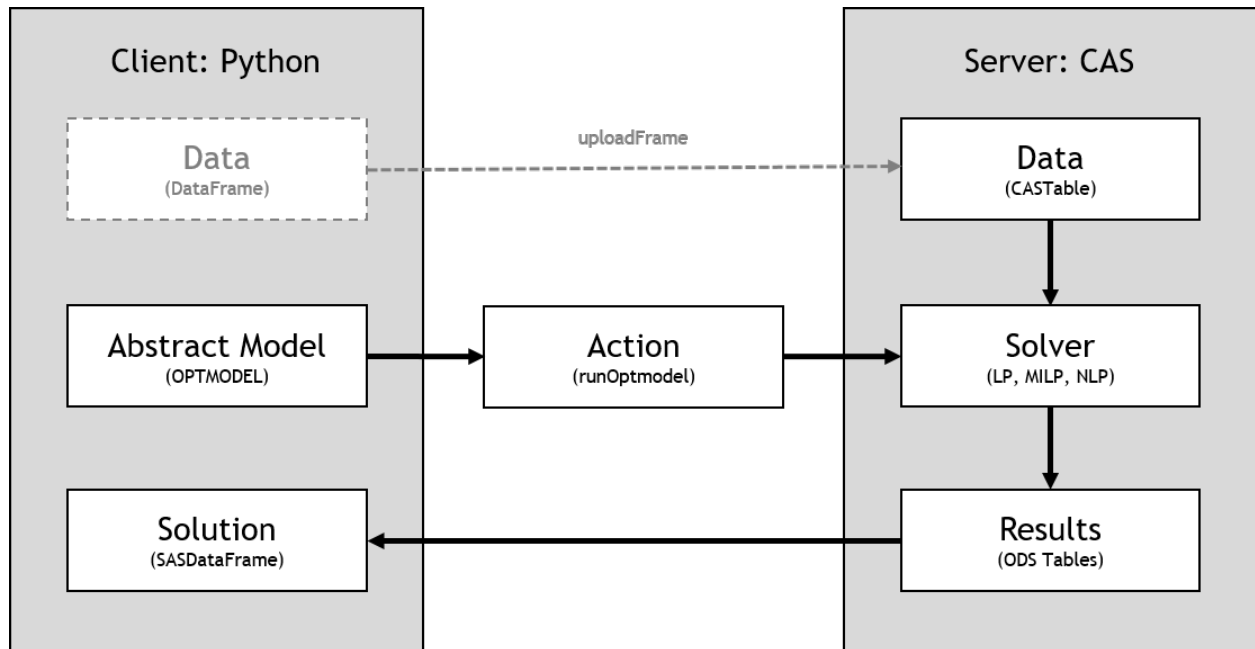 Client: Python
Server: CAS
Data
(DataFrame)
uploadFrame
Data
(CASTable)
Abstract Model
(OPTMODEL)
Action
(runOptmodel)
Solver
(LP, MILP, NLP)
Solution
(SASDataFrame)
Results
(ODS Tables)